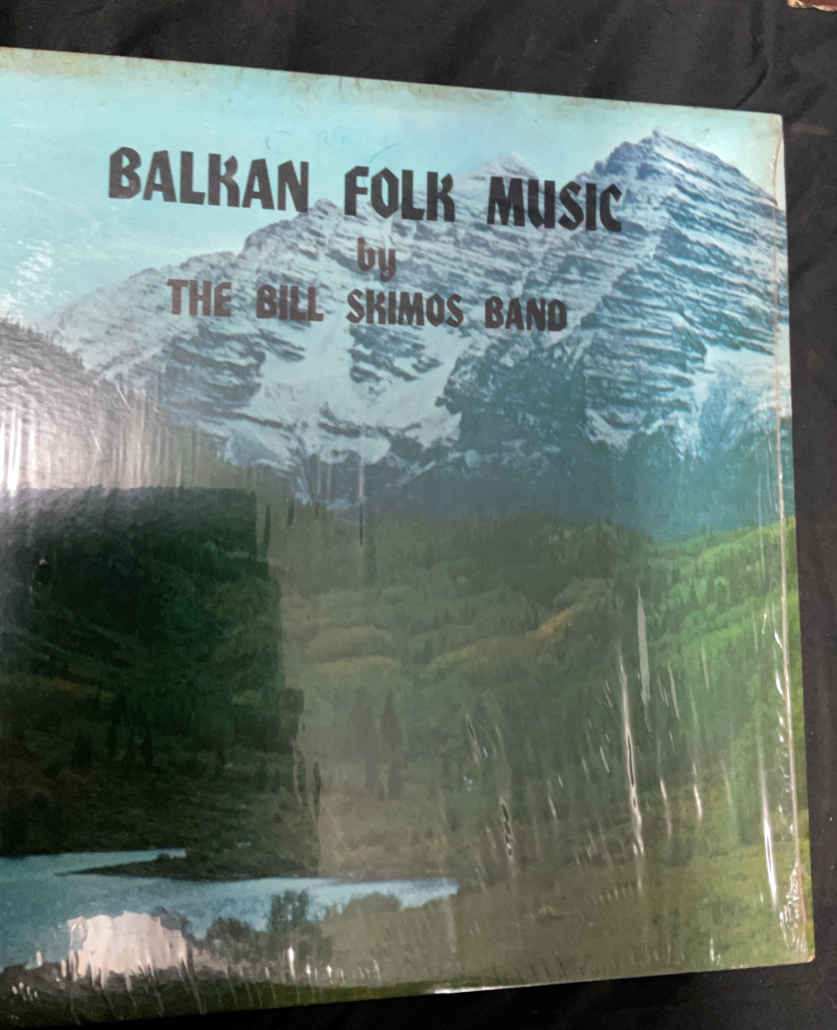 BALKAN FOLK MUSIC
by
THE BILL SKIMOS BAND